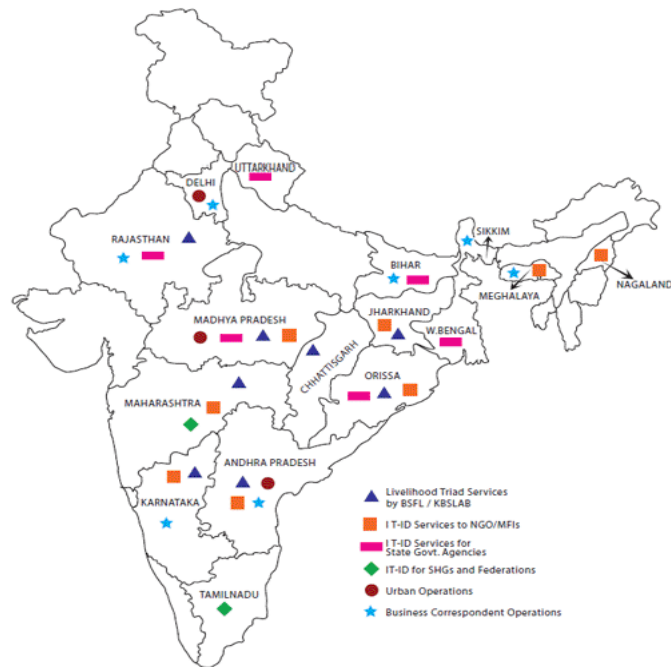 UTTARKHAND
DELHI
SIKKIM
RAJASTHAN
BIHAR
NAGALAND
MEGHALAYA
MADHYA PRADESH
JHARKHAND
W.BENGAL
CHHATTISGARH
ORISSA
MAHARASHTRA
ANDHRA PRADESH
KARNATAKA
TAMILNADU
Livelihood Triad Services
by BSFL / KBSLAB
I T-ID Services to NGO/MFIs
I T-ID Services for
State Govt. Agencies
IT-ID for SHGs and Federations
Urban Operations
Business Correspondent Operations